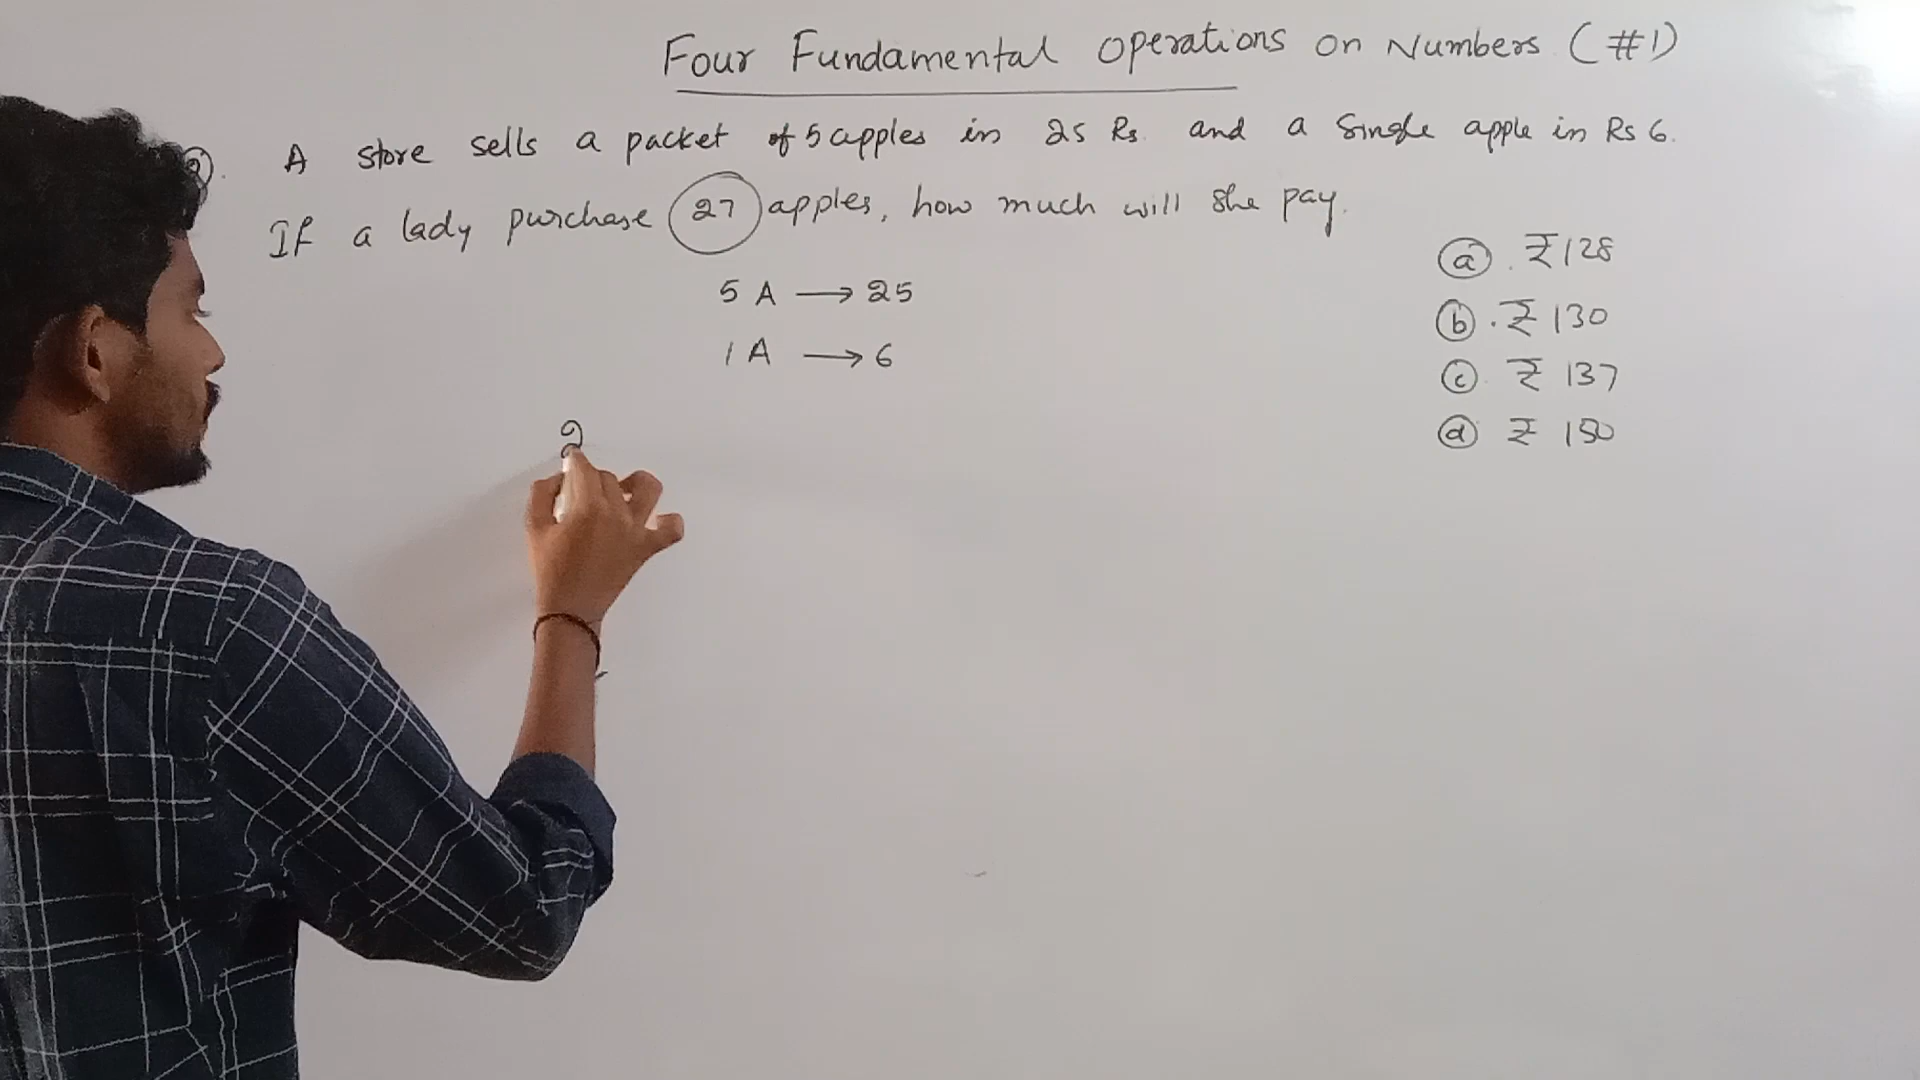 Four Fundamental Operations on Numbers (#1)
A store sells a packet of 5 apples in 25 Rs. and a Single apple in Rs 6.
If a lady purchase 27 apples, how much will she pay.
5 A → 25
1 A → 6
2
a. ₹128
b. ₹ 130
c. ₹ 137
d ₹ 150